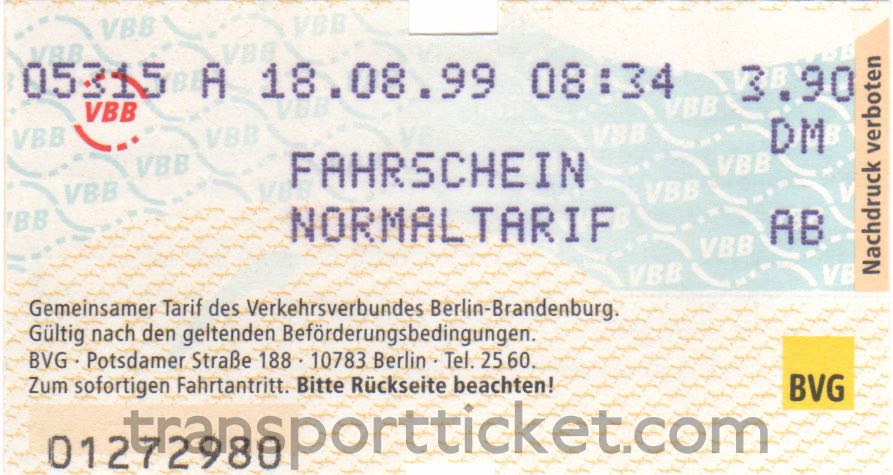 05315 A 18.08.99 08:34 3.90
VBB
DM
FAHRSCHEIN
NORMALTARIF AB
Nachdruck verboten
Gemeinsamer Tarif des Verkehrsverbundes Berlin-Brandenburg.
Gültig nach den geltenden Beförderungsbedingungen.
BVG · Potsdamer Straße 188 · 10783 Berlin · Tel. 25 60.
Zum sofortigen Fahrtantritt. Bitte Rückseite beachten!
BVG
transportticket.com
01272980